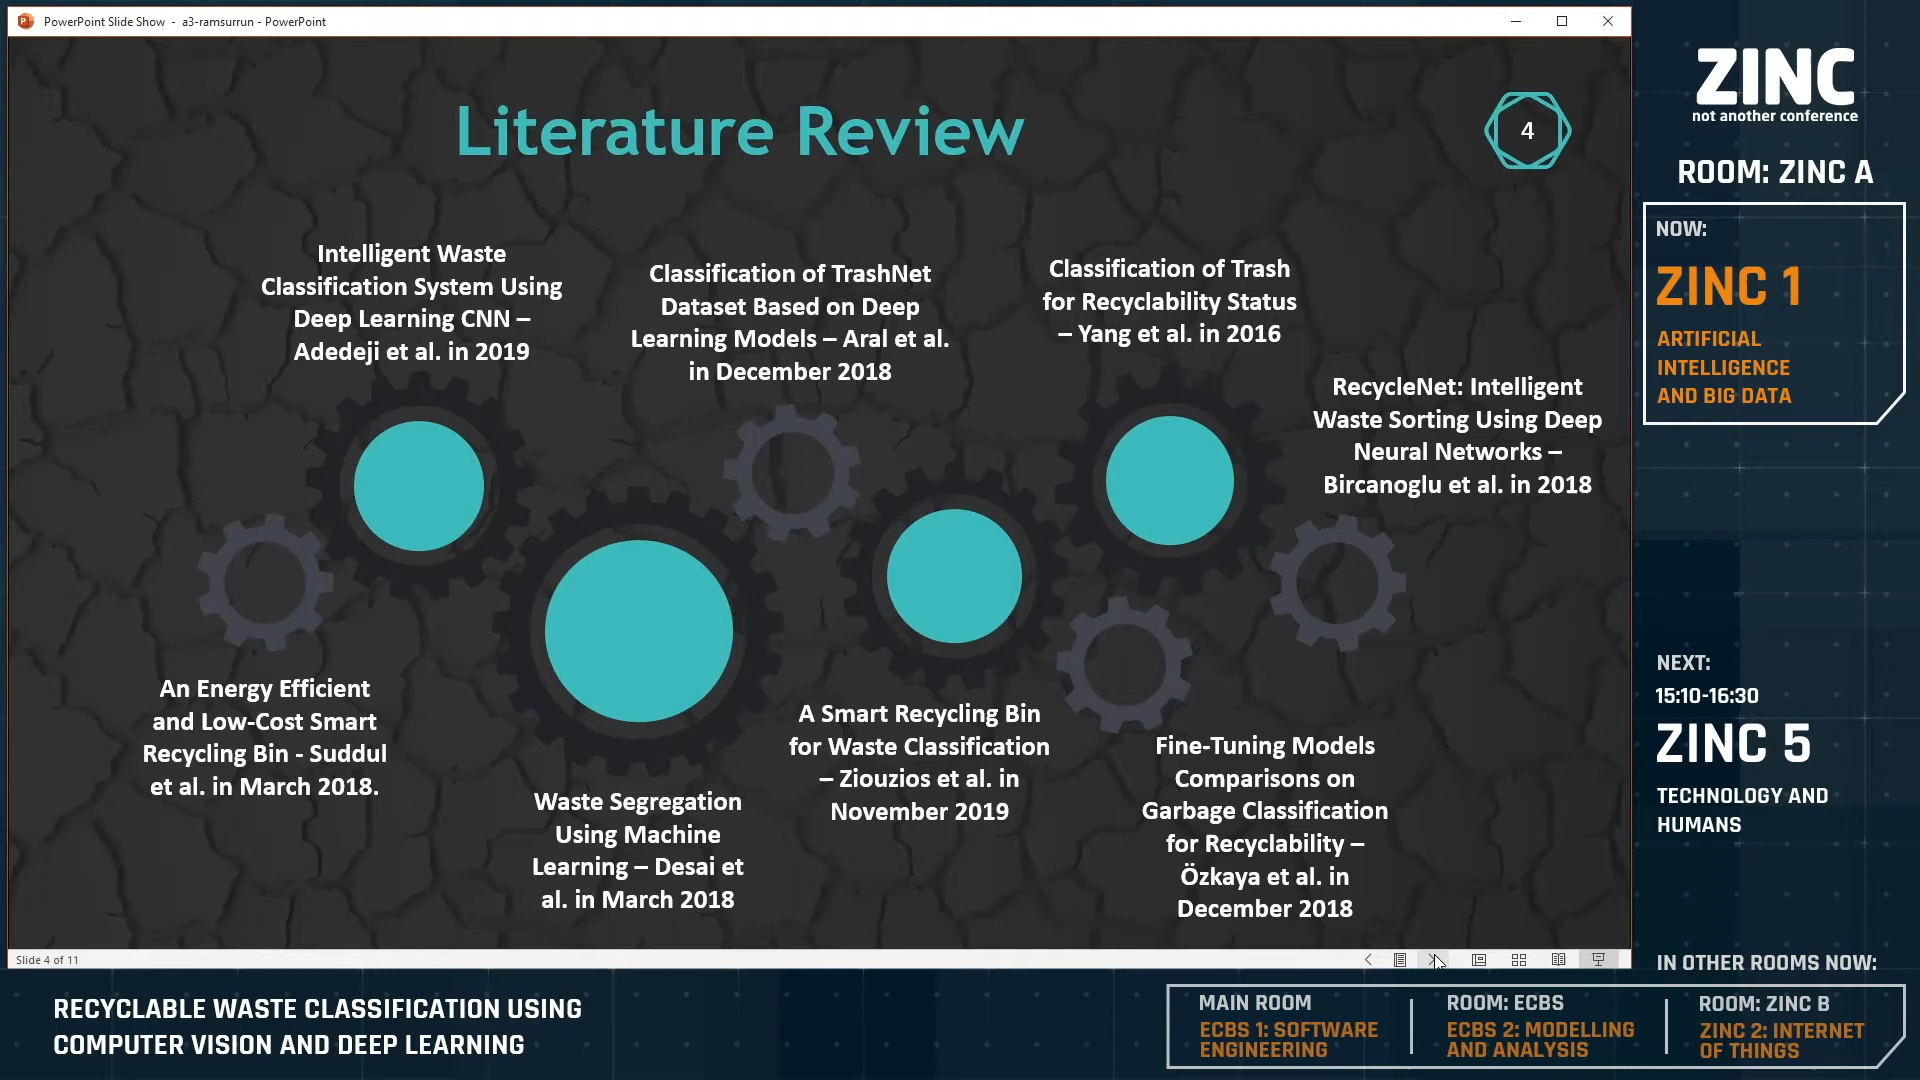 PowerPoint Slide Show - a3-ramsurrun - PowerPoint
Literature Review
4
Intelligent Waste
Classification System Using
Deep Learning CNN –
Adedeji et al. in 2019
Classification of TrashNet
Dataset Based on Deep
Learning Models – Aral et al.
in December 2018
Classification of Trash
for Recyclability Status
– Yang et al. in 2016
RecycleNet: Intelligent
Waste Sorting Using Deep
Neural Networks –
Bircanoglu et al. in 2018
An Energy Efficient
and Low-Cost Smart
Recycling Bin - Suddul
et al. in March 2018.
Waste Segregation
Using Machine
Learning – Desai et
al. in March 2018
A Smart Recycling Bin
for Waste Classification
– Ziouzios et al. in
November 2019
Fine-Tuning Models
Comparisons on
Garbage Classification
for Recyclability –
Özkaya et al. in
December 2018
Slide 4 of 11
ZINC
not another conference
ROOM: ZINC A
NOW:
ZINC 1
ARTIFICIAL
INTELLIGENCE
AND BIG DATA
NEXT:
15:10-16:30
ZINC 5
TECHNOLOGY AND
HUMANS
IN OTHER ROOMS NOW:
RECYCLABLE WASTE CLASSIFICATION USING
COMPUTER VISION AND DEEP LEARNING
MAIN ROOM
ECBS 1: SOFTWARE
ENGINEERING
ROOM: ECBS
ECBS 2: MODELLING
AND ANALYSIS
ROOM: ZINC B
ZINC 2: INTERNET
OF THINGS